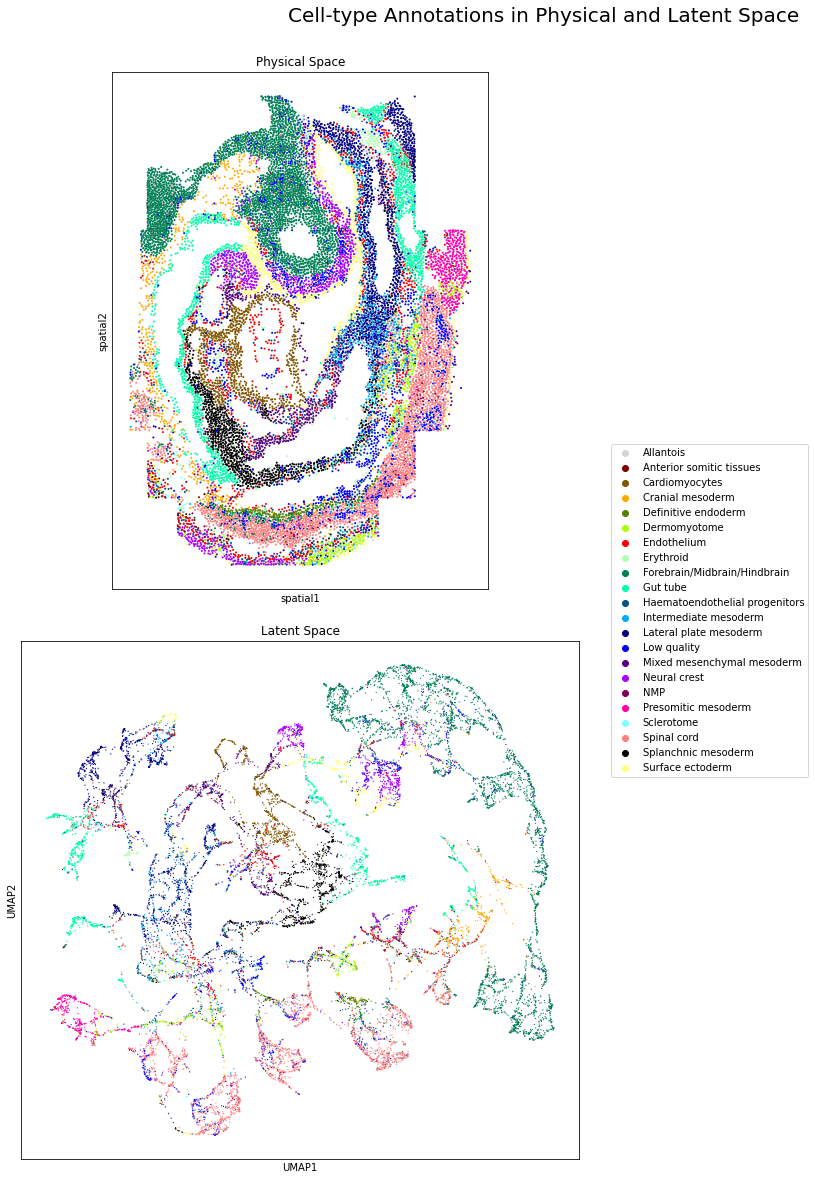 Cell-type Annotations in Physical and Latent Space
Physical Space
spatial2
spatial1
Allantois
Anterior somitic tissues
Cardiomyocytes
Cranial mesoderm
Definitive endoderm
Dermomyotome
Endothelium
Erythroid
Forebrain/Midbrain/Hindbrain
Gut tube
Haematoendothelial progenitors
Intermediate mesoderm
Lateral plate mesoderm
Low quality
Mixed mesenchymal mesoderm
Neural crest
NMP
Presomitic mesoderm
Sclerotome
Spinal cord
Splanchnic mesoderm
Surface ectoderm
Latent Space
UMAP2
UMAP1